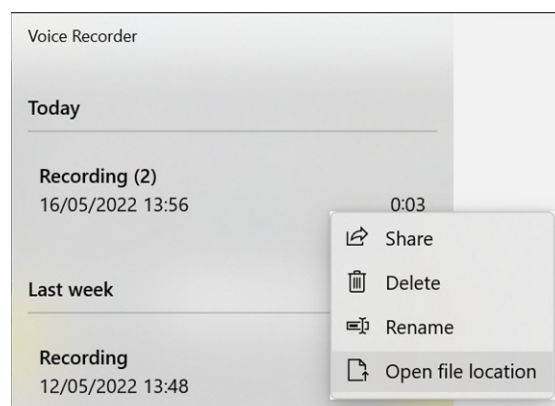 Voice Recorder
Today
Recording (2)
16/05/2022 13:56 0:03
Share
Delete
Last week
Rename
Recording
Open file location
12/05/2022 13:48